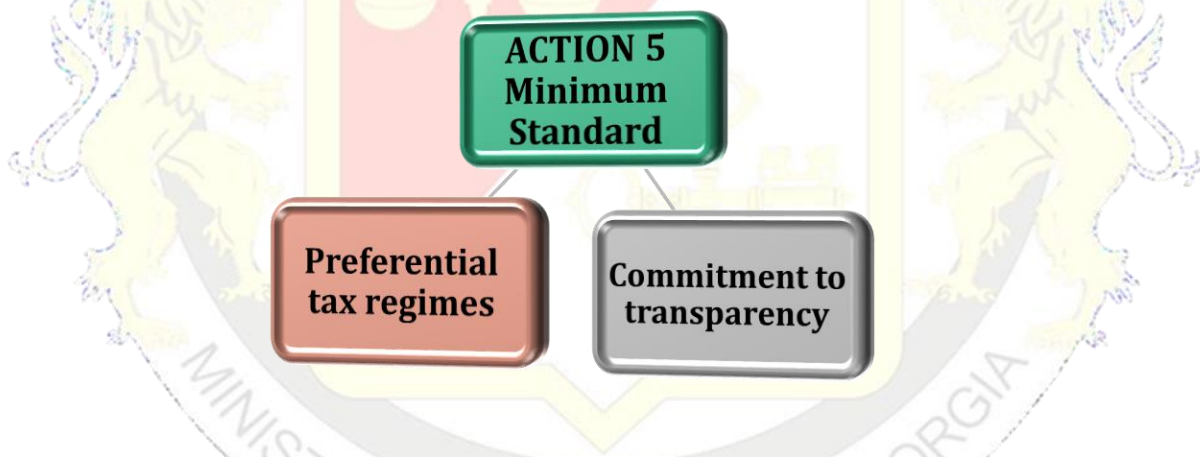 ACTION 5
Minimum
Standard
Preferential
tax regimes
Commitment to
transparency